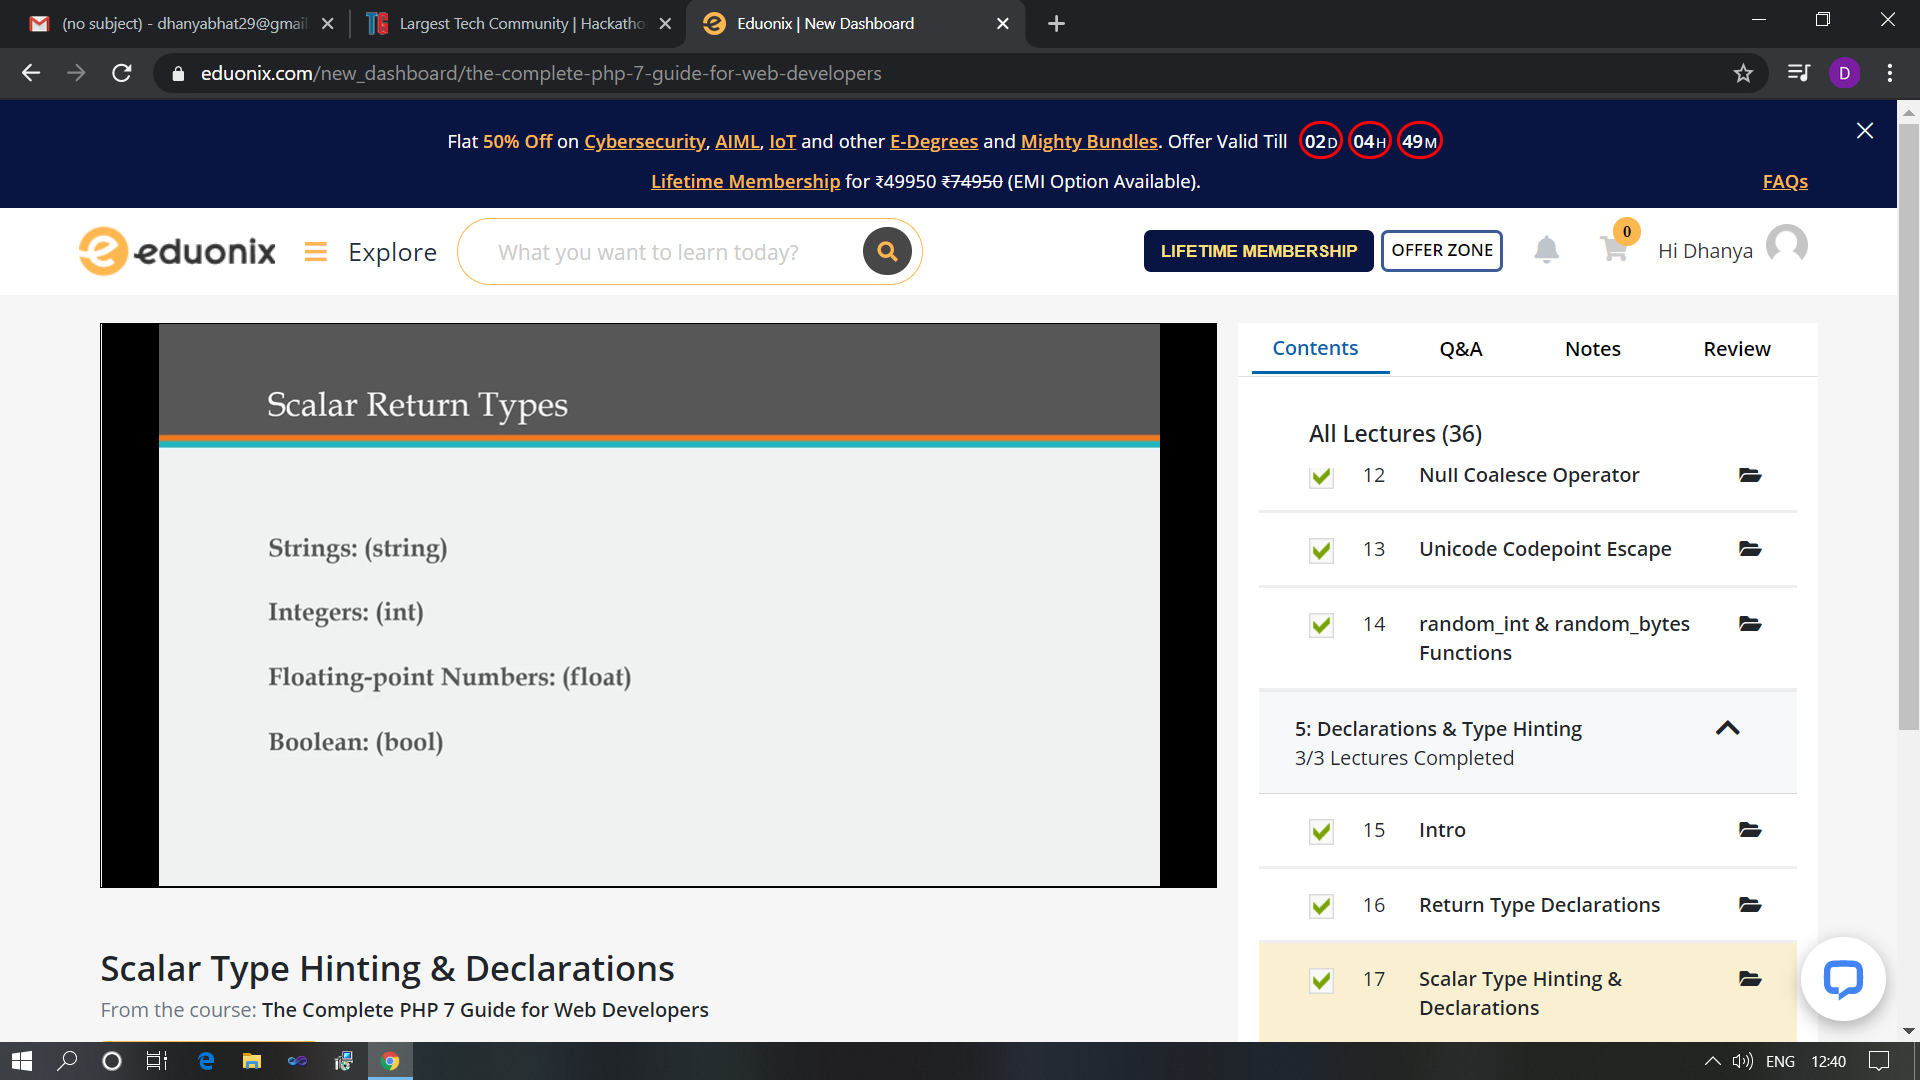 (no subject) - dhanyabhat29@gmail
Largest Tech Community | Hackatho
Eduonix | New Dashboard
eduonix.com/new_dashboard/the-complete-php-7-guide-for-web-developers
D
Flat 50% Off on Cybersecurity, AIML, IoT and other E-Degrees and Mighty Bundles. Offer Valid Till 02D 04H 49M
Lifetime Membership for ₹49950 ₹74950 (EMI Option Available).
FAQs
eduonix
Explore
What you want to learn today?
LIFETIME MEMBERSHIP
OFFER ZONE
0
Hi Dhanya
Scalar Return Types
Strings: (string)
Integers: (int)
Floating-point Numbers: (float)
Boolean: (bool)
Contents
Q&A
Notes
Review
All Lectures (36)
12 Null Coalesce Operator
13 Unicode Codepoint Escape
14 random_int & random_bytes
Functions
5: Declarations & Type Hinting
3/3 Lectures Completed
15 Intro
16 Return Type Declarations
17 Scalar Type Hinting &
Declarations
Scalar Type Hinting & Declarations
From the course: The Complete PHP 7 Guide for Web Developers
ENG
12:40